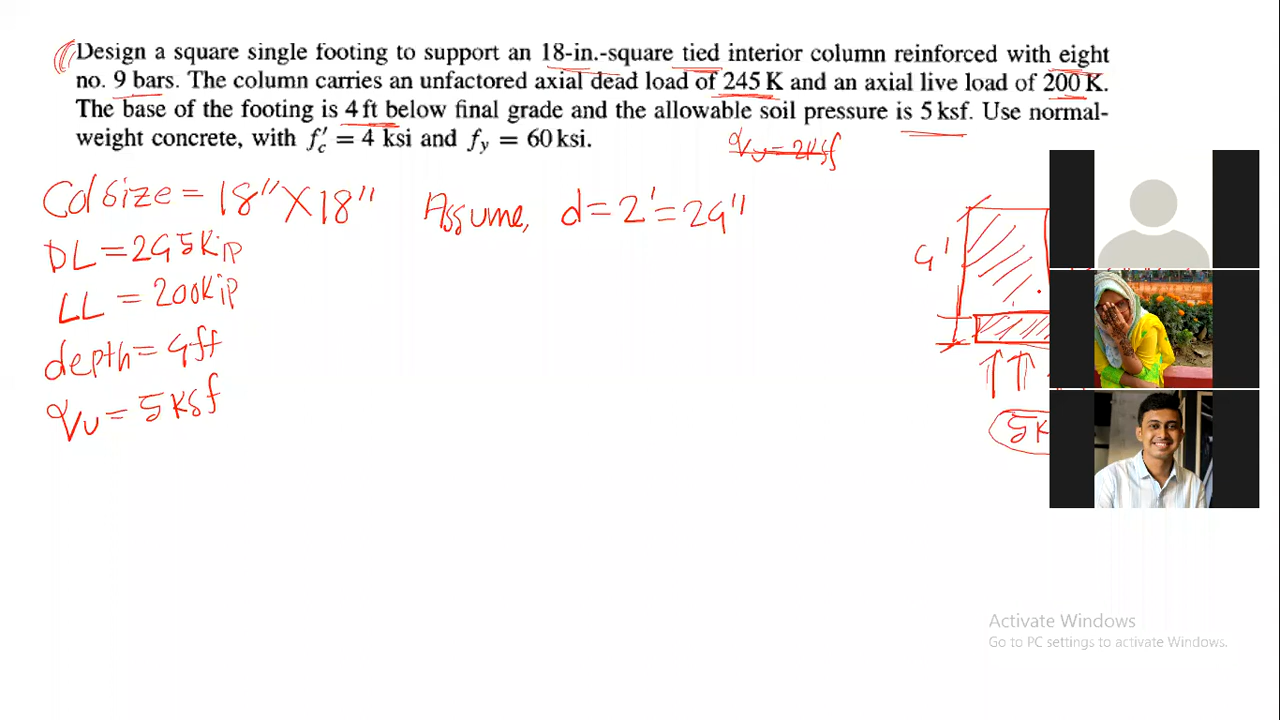 Design a square single footing to support an 18-in.-square tied interior column reinforced with eight
no. 9 bars. The column carries an unfactored axial dead load of 245 K and an axial live load of 200 K.
The base of the footing is 4 ft below final grade and the allowable soil pressure is 5 ksf. Use normal-
weight concrete, with f'c = 4 ksi and fy = 60 ksi.
qu = 2ksf
Col size = 18" X 18"
Assume, d = 2' = 24"
DL = 245 Kip
LL = 200 Kip
depth = 4 ft
qu = 5 ksf
4'
5K
Activate Windows
Go to PC settings to activate Windows.